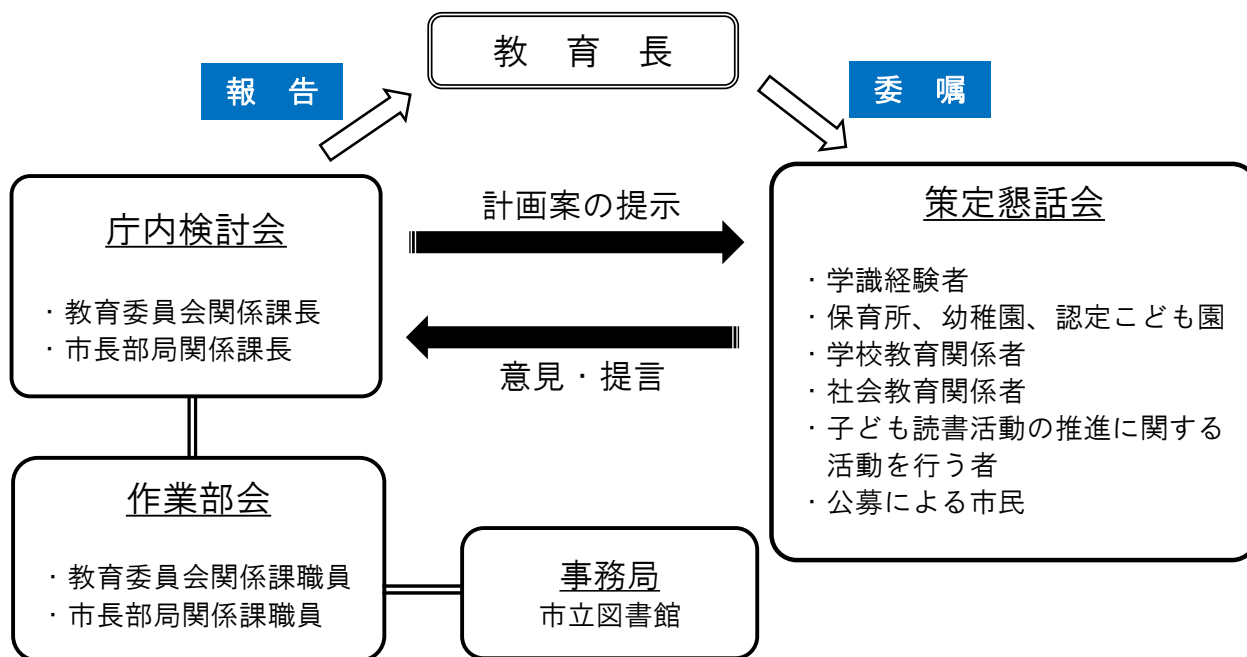 教　育　長
報　告
委　嘱
庁内検討会
・教育委員会関係課長
・市長部局関係課長
計画案の提示
意見・提言
策定懇話会
・学識経験者
・保育所、幼稚園、認定こども園
・学校教育関係者
・社会教育関係者
・子ども読書活動の推進に関する
活動を行う者
・公募による市民
作業部会
・教育委員会関係課職員
・市長部局関係課職員
事務局
市立図書館